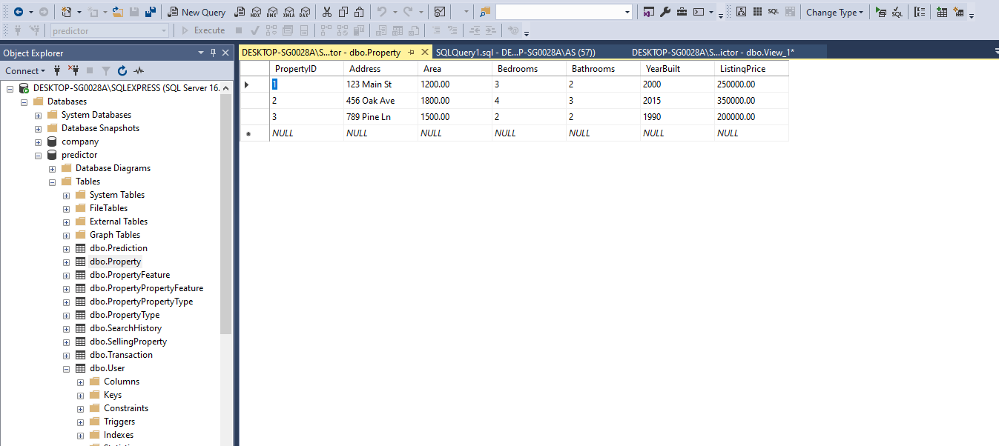 New Query
MDX
DMX
XMLA
DAX
SQL
Change Type
SQL
predictor
Execute
Object Explorer
Connect
DESKTOP-SG0028A\SQLEXPRESS (SQL Server 16.
Databases
System Databases
Database Snapshots
company
predictor
Database Diagrams
Tables
System Tables
FileTables
External Tables
Graph Tables
dbo.Prediction
dbo.Property
dbo.PropertyFeature
dbo.PropertyPropertyFeature
dbo.PropertyPropertyType
dbo.PropertyType
dbo.SearchHistory
dbo.SellingProperty
dbo.Transaction
dbo.User
Columns
Keys
Constraints
Triggers
Indexes
DESKTOP-SG0028A\S...tor - dbo.Property
SQLQuery1.sql - DE...P-SG0028A\AS (57))
DESKTOP-SG0028A\S...ictor - dbo.View_1*
PropertyID Address Area Bedrooms Bathrooms YearBuilt ListingPrice
1 123 Main St 1200.00 3 2 2000 250000.00
2 456 Oak Ave 1800.00 4 3 2015 350000.00
3 789 Pine Ln 1500.00 2 2 1990 200000.00
NULL NULL NULL NULL NULL NULL NULL